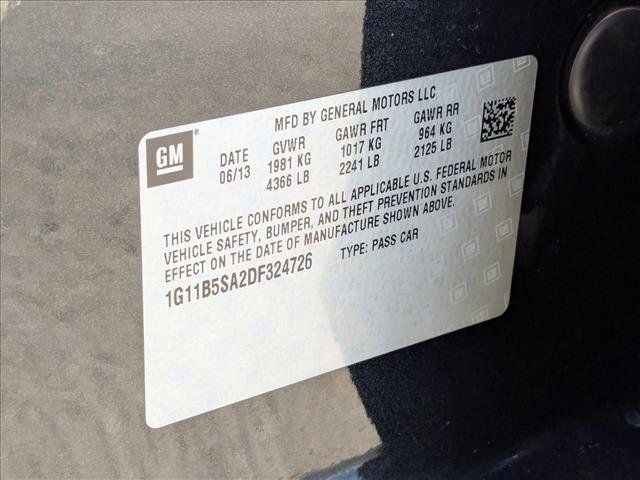 MFD BY GENERAL MOTORS LLC
GM ®
DATE GVWR GAWR FRT GAWR RR
06/13 1981 KG 1017 KG 964 KG
4366 LB 2241 LB 2125 LB
THIS VEHICLE CONFORMS TO ALL APPLICABLE U.S. FEDERAL MOTOR
VEHICLE SAFETY, BUMPER, AND THEFT PREVENTION STANDARDS IN
EFFECT ON THE DATE OF MANUFACTURE SHOWN ABOVE.
1G11B5SA2DF324726 TYPE: PASS CAR